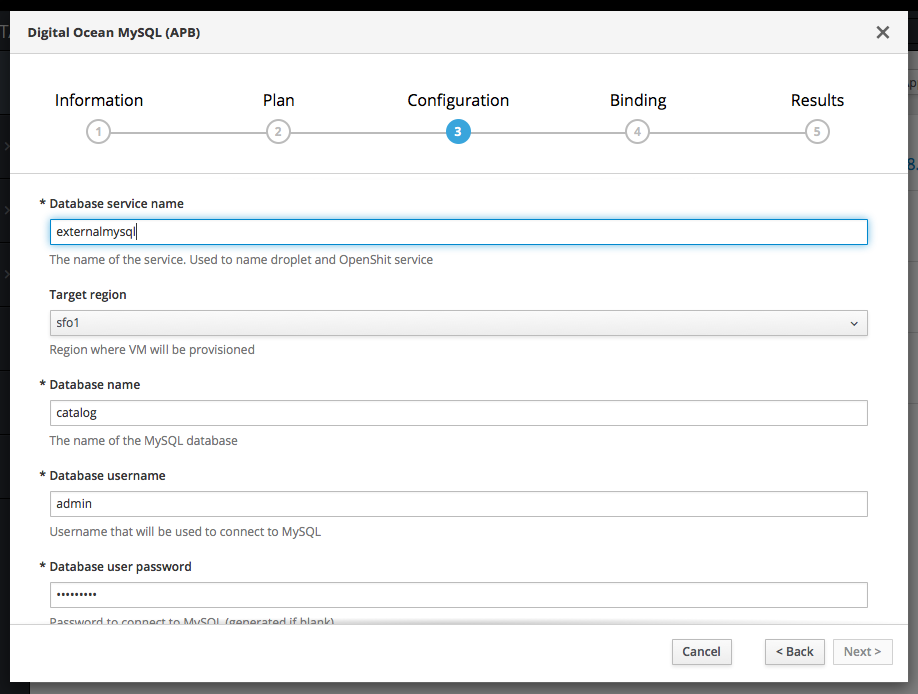 Digital Ocean MySQL (APB)
Information Plan Configuration Binding Results
1 2 3 4 5
* Database service name
externalmysql
The name of the service. Used to name droplet and OpenShit service
Target region
sfo1
Region where VM will be provisioned
* Database name
catalog
The name of the MySQL database
* Database username
admin
Username that will be used to connect to MySQL
* Database user password
•••••••••
Password to connect to MySQL (generated if blank)
Cancel < Back Next >